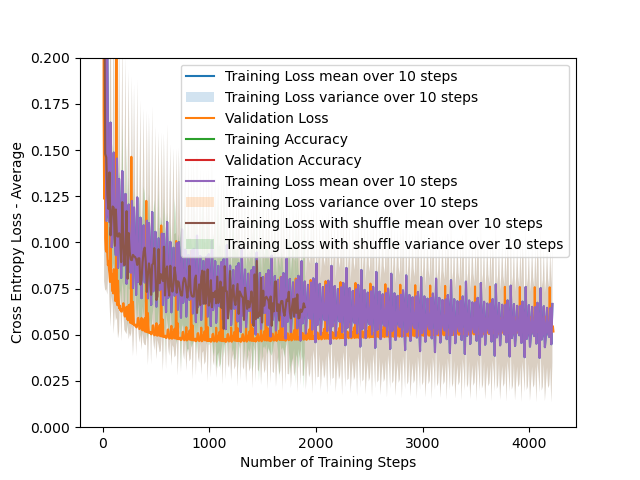 0.200
0.175
0.150
0.125
0.100
0.075
0.050
0.025
0.000
Cross Entropy Loss - Average
Training Loss mean over 10 steps
Training Loss variance over 10 steps
Validation Loss
Training Accuracy
Validation Accuracy
Training Loss mean over 10 steps
Training Loss variance over 10 steps
Training Loss with shuffle mean over 10 steps
Training Loss with shuffle variance over 10 steps
0 1000 2000 3000 4000
Number of Training Steps